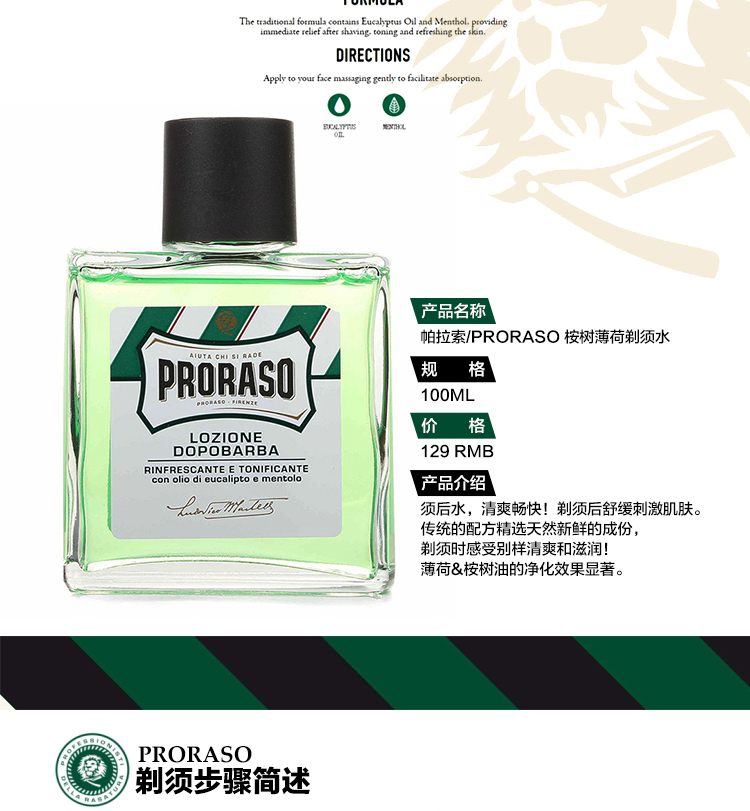 FORMULA
The traditional formula contains Eucalyptus Oil and Menthol, providing
immediate relief after shaving, toning and refreshing the skin.
DIRECTIONS
Apply to your face massaging gently to facilitate absorption.
EUCALYPTUS
OIL
MENTHOL
AIUTA CHI SI RADE
PRORASO
PRORASO - FIRENZE
LOZIONE
DOPOBARBA
RINFRESCANTE E TONIFICANTE
con olio di eucalipto e mentolo
Ludovico Martelli
产品名称
帕拉索/PRORASO 桉树薄荷剃须水
规 格
100ML
价 格
129 RMB
产品介绍
须后水，清爽畅快！剃须后舒缓刺激肌肤。
传统的配方精选天然新鲜的成份，
剃须时感受别样清爽和滋润！
薄荷&桉树油的净化效果显著。
PROFESSIONISTI
DELLA RASATURA
PRORASO
剃须步骤简述